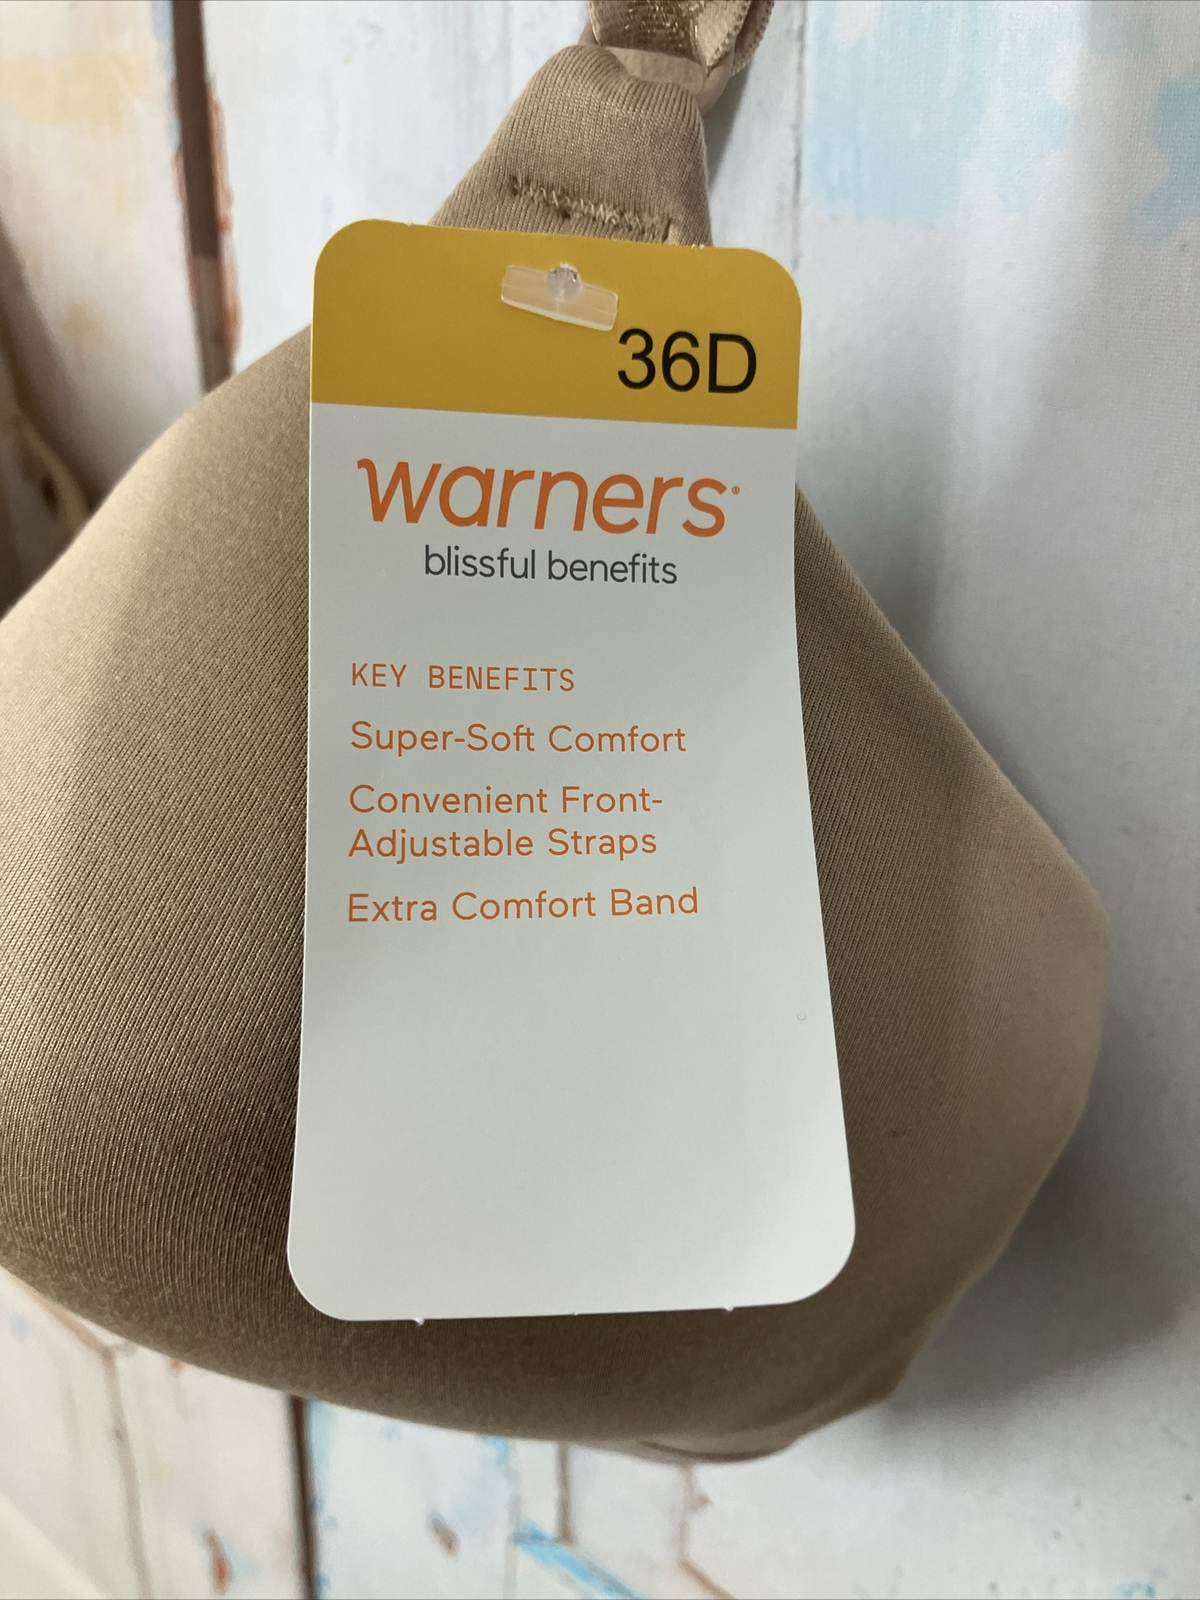 36D
warners®
blissful benefits
KEY BENEFITS
Super-Soft Comfort
Convenient Front-
Adjustable Straps
Extra Comfort Band